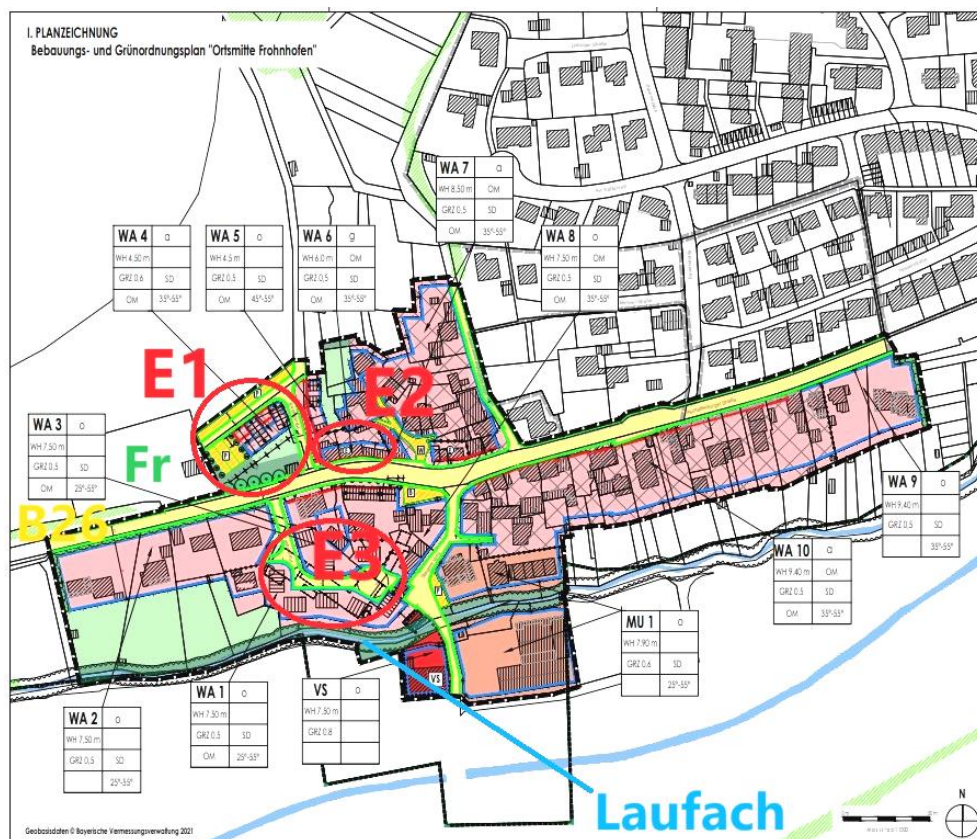 I. PLANZEICHNUNG
Bebauungs- und Grünordnungsplan "Ortsmitte Frohnhofen"
WA 7 a
WH 8,50 m OM
GRZ 0,5 SD
OM 35°-55°
WA 4 a
WH 4.50 m
GRZ 0.6 SD
OM 35°-55°
WA 5 o
WH 4.5 m
GRZ 0.5 SD
OM 45°-55°
WA 6 g
WH 6.0 m OM
GRZ 0,5 SD
OM 35°-55°
WA 8 o
WH 7.50 m OM
GRZ 0.5 SD
OM 35°-55°
E1
E2
WA 3 o
WH 7.50 m
GRZ 0.5 SD
OM 25°-55°
Fr
B26
E3
WA 9 o
WH 9.40 m
GRZ 0.5 SD
35°-55°
WA 10 a
WH 9.40 m OM
GRZ 0.5 SD
OM 35°-55°
MU 1 o
WH 7.90 m
GRZ 0.6 SD
25°-55°
VS
WA 2 o
WH 7.50 m
GRZ 0.5 SD
25°-55°
WA 1 o
WH 7.50 m
GRZ 0.5 SD
OM 25°-55°
VS o
WH 7.50 m
GRZ 0.8
Laufach
N
Geobasisdaten © Bayerische Vermessungsverwaltung 2021